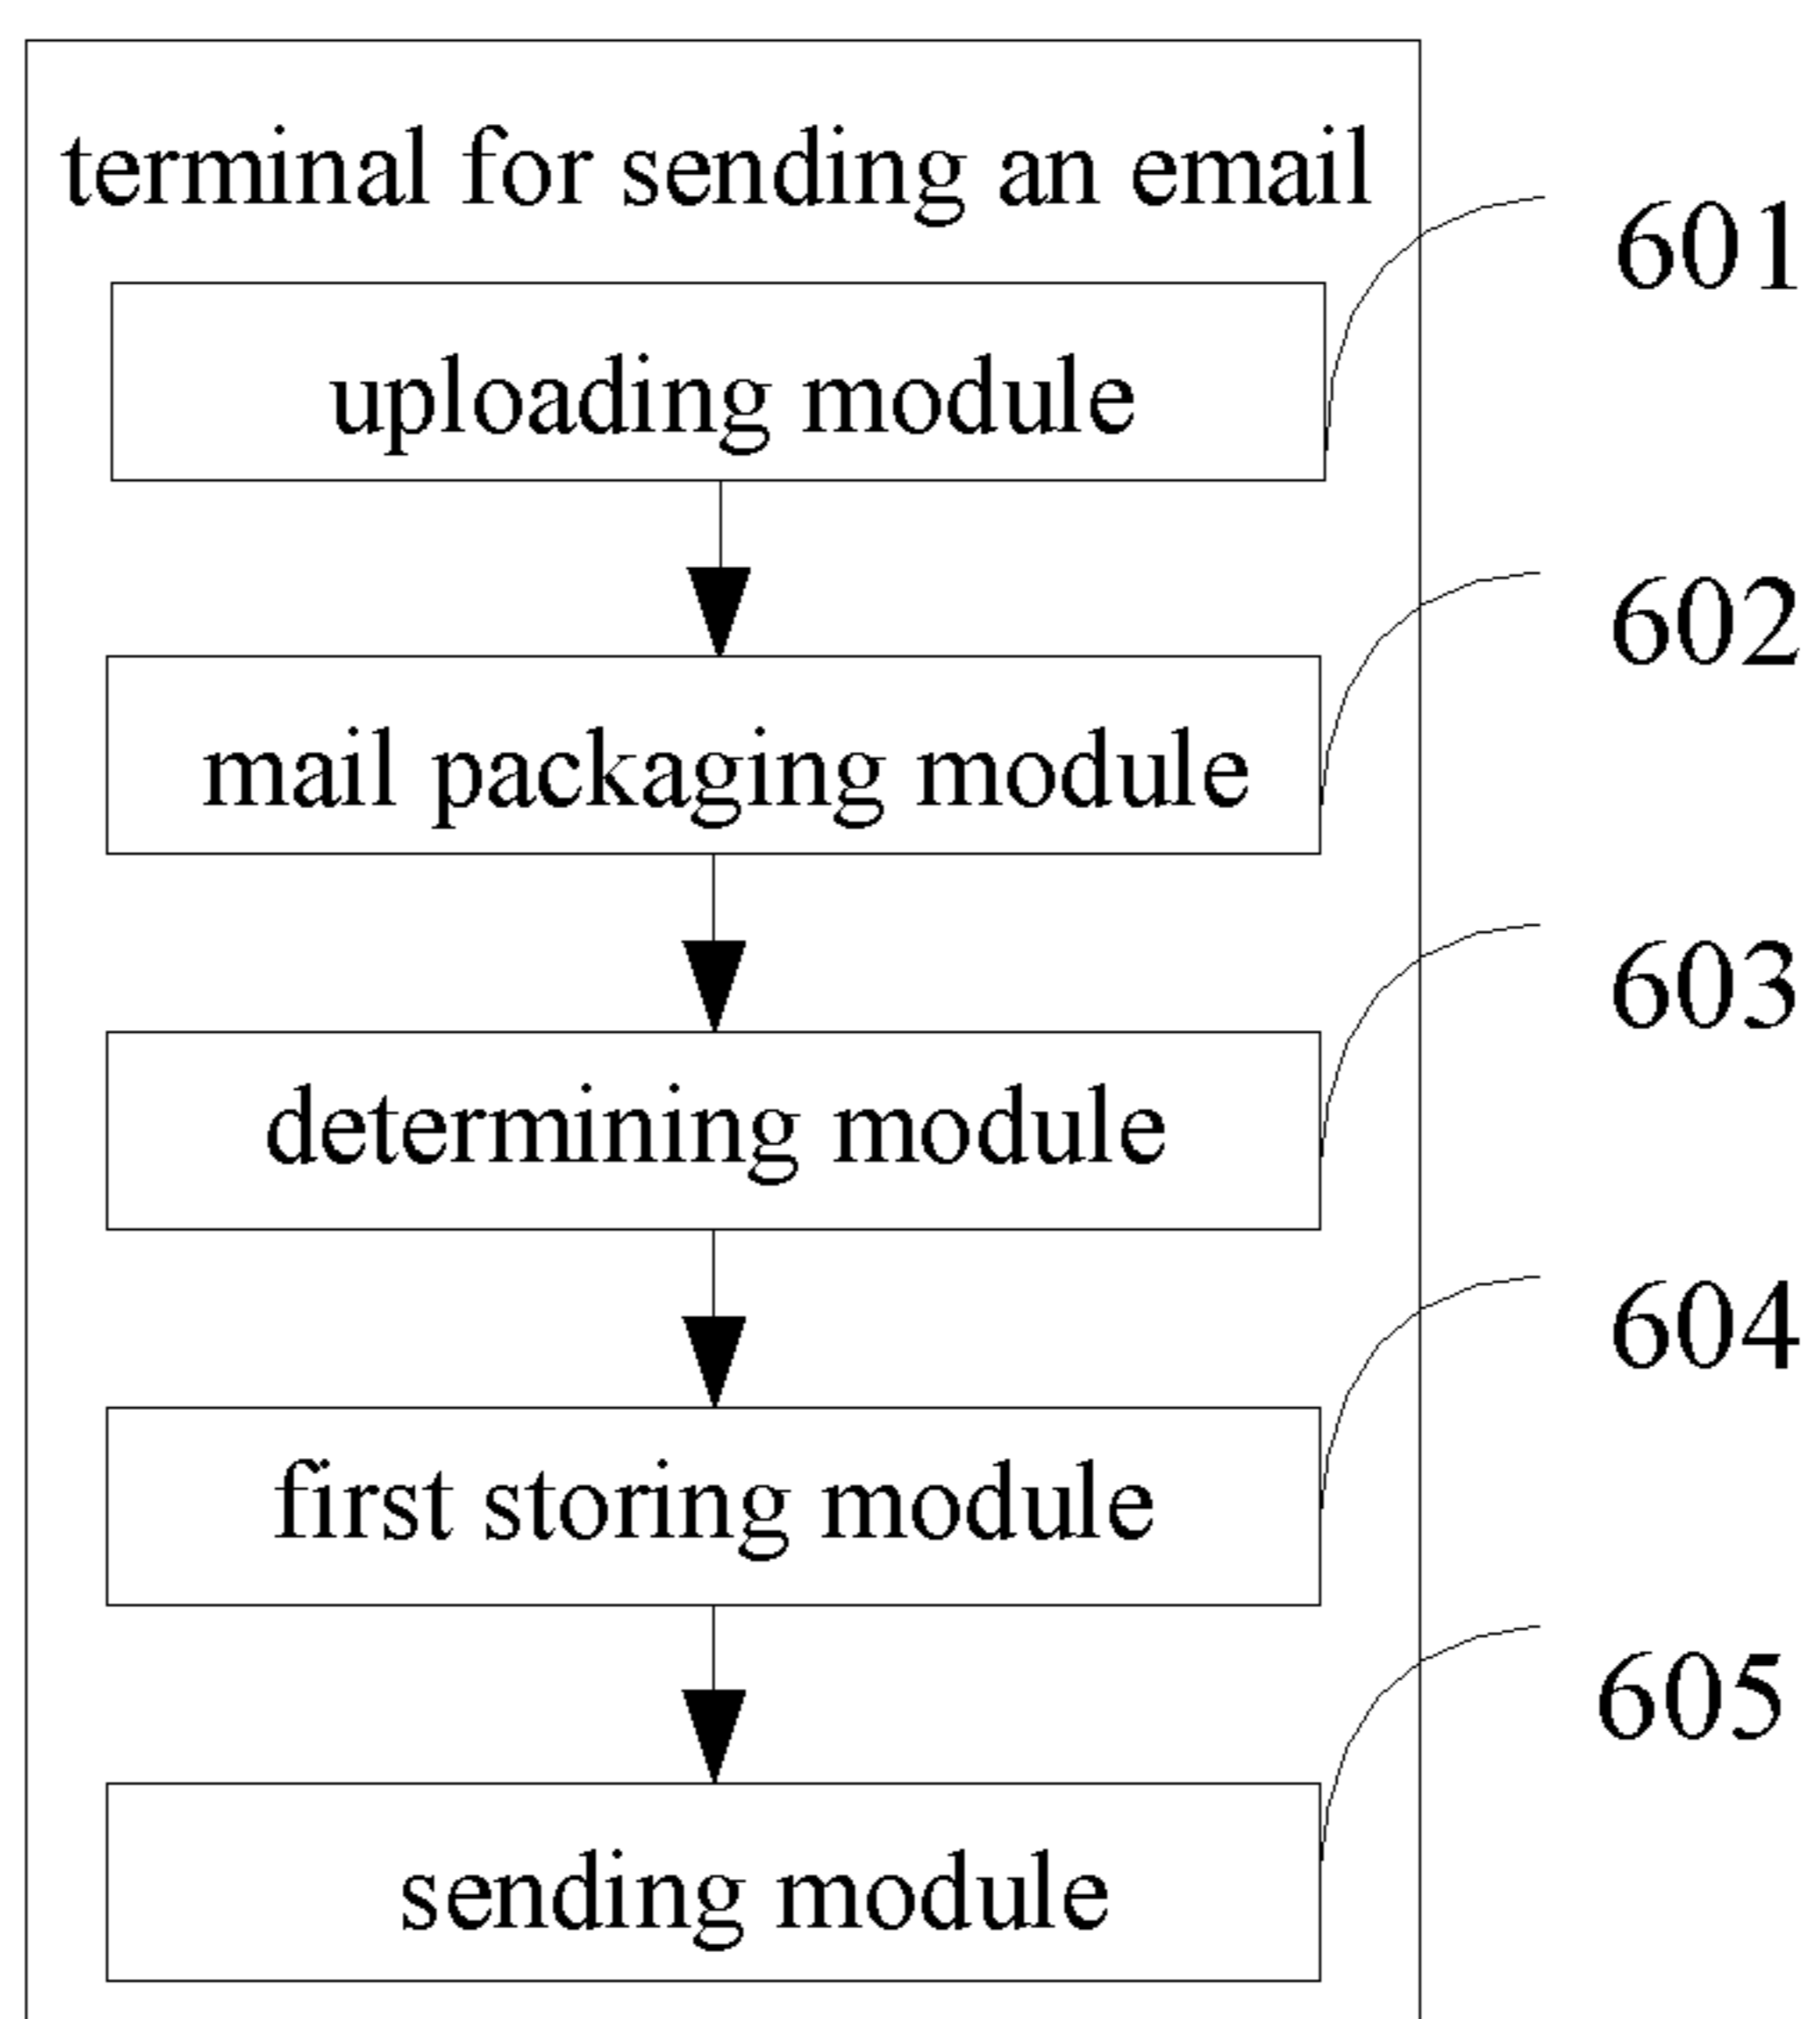 terminal for sending an email
601
uploading module
602
mail packaging module
603
determining module
604
first storing module
605
sending module